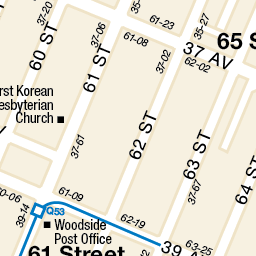 61-23
35-27
37-06
61-08
37 AV
65 S
60 ST
61 ST
37-02
62-02
rst Korean
esbyterian
Church
37-61
62 ST
63 ST
64 ST
37-67
20-06
61-09
39-14
Q53
Woodside
Post Office
62-19
39 A
63-25
61 Street